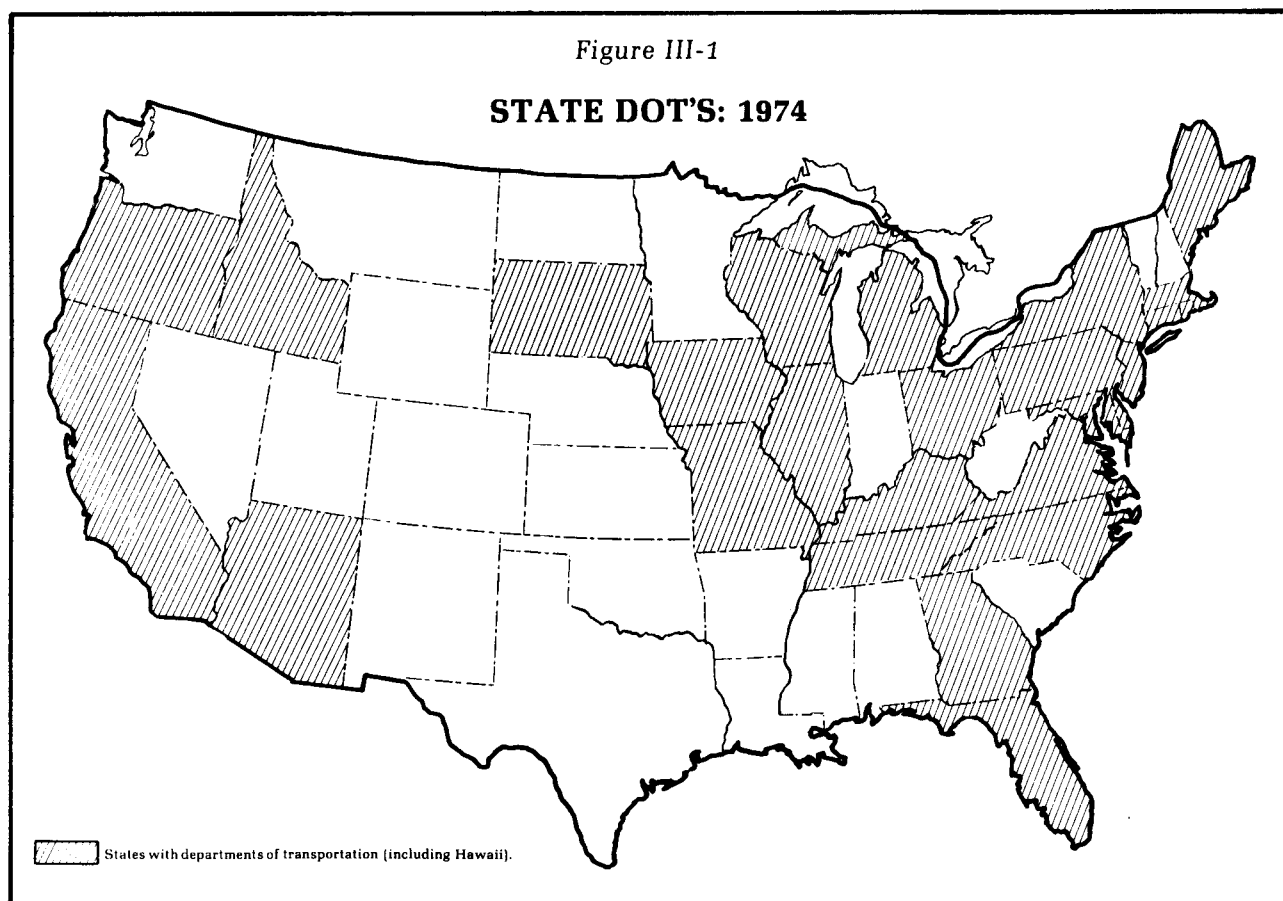 Figure III-1
STATE DOT'S: 1974
States with departments of transportation (including Hawaii).